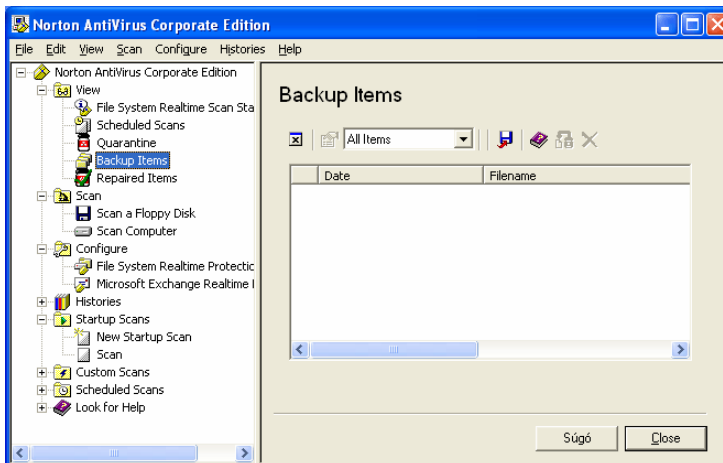 Norton AntiVirus Corporate Edition
File Edit View Scan Configure Histories Help
Norton AntiVirus Corporate Edition
View
File System Realtime Scan Sta
Scheduled Scans
Quarantine
Backup Items
Repaired Items
Scan
Scan a Floppy Disk
Scan Computer
Configure
File System Realtime Protectic
Microsoft Exchange Realtime
Histories
Startup Scans
New Startup Scan
Scan
Custom Scans
Scheduled Scans
Look for Help
Backup Items
All Items
Date Filename
Súgó Close